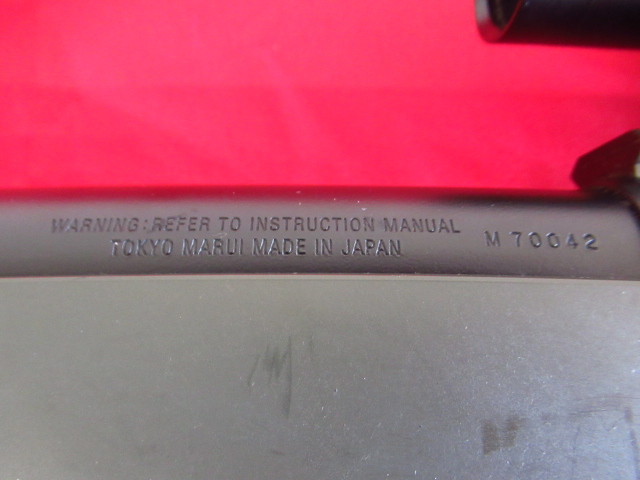 WARNING: REFER TO INSTRUCTION MANUAL
TOKYO MARUI MADE IN JAPAN
M 70042